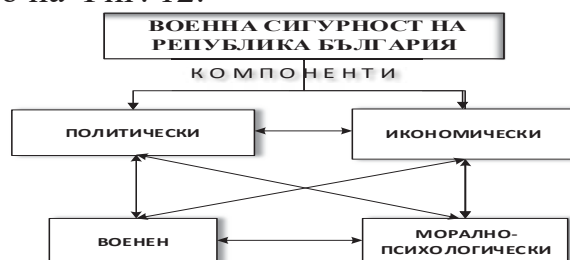 ВОЕННА СИГУРНОСТ НА
РЕПУБЛИКА БЪЛГАРИЯ
КОМПОНЕНТИ
ПОЛИТИЧЕСКИ
ИКОНОМИЧЕСКИ
ВОЕНЕН
МОРАЛНО-
ПСИХОЛОГИЧЕСКИ